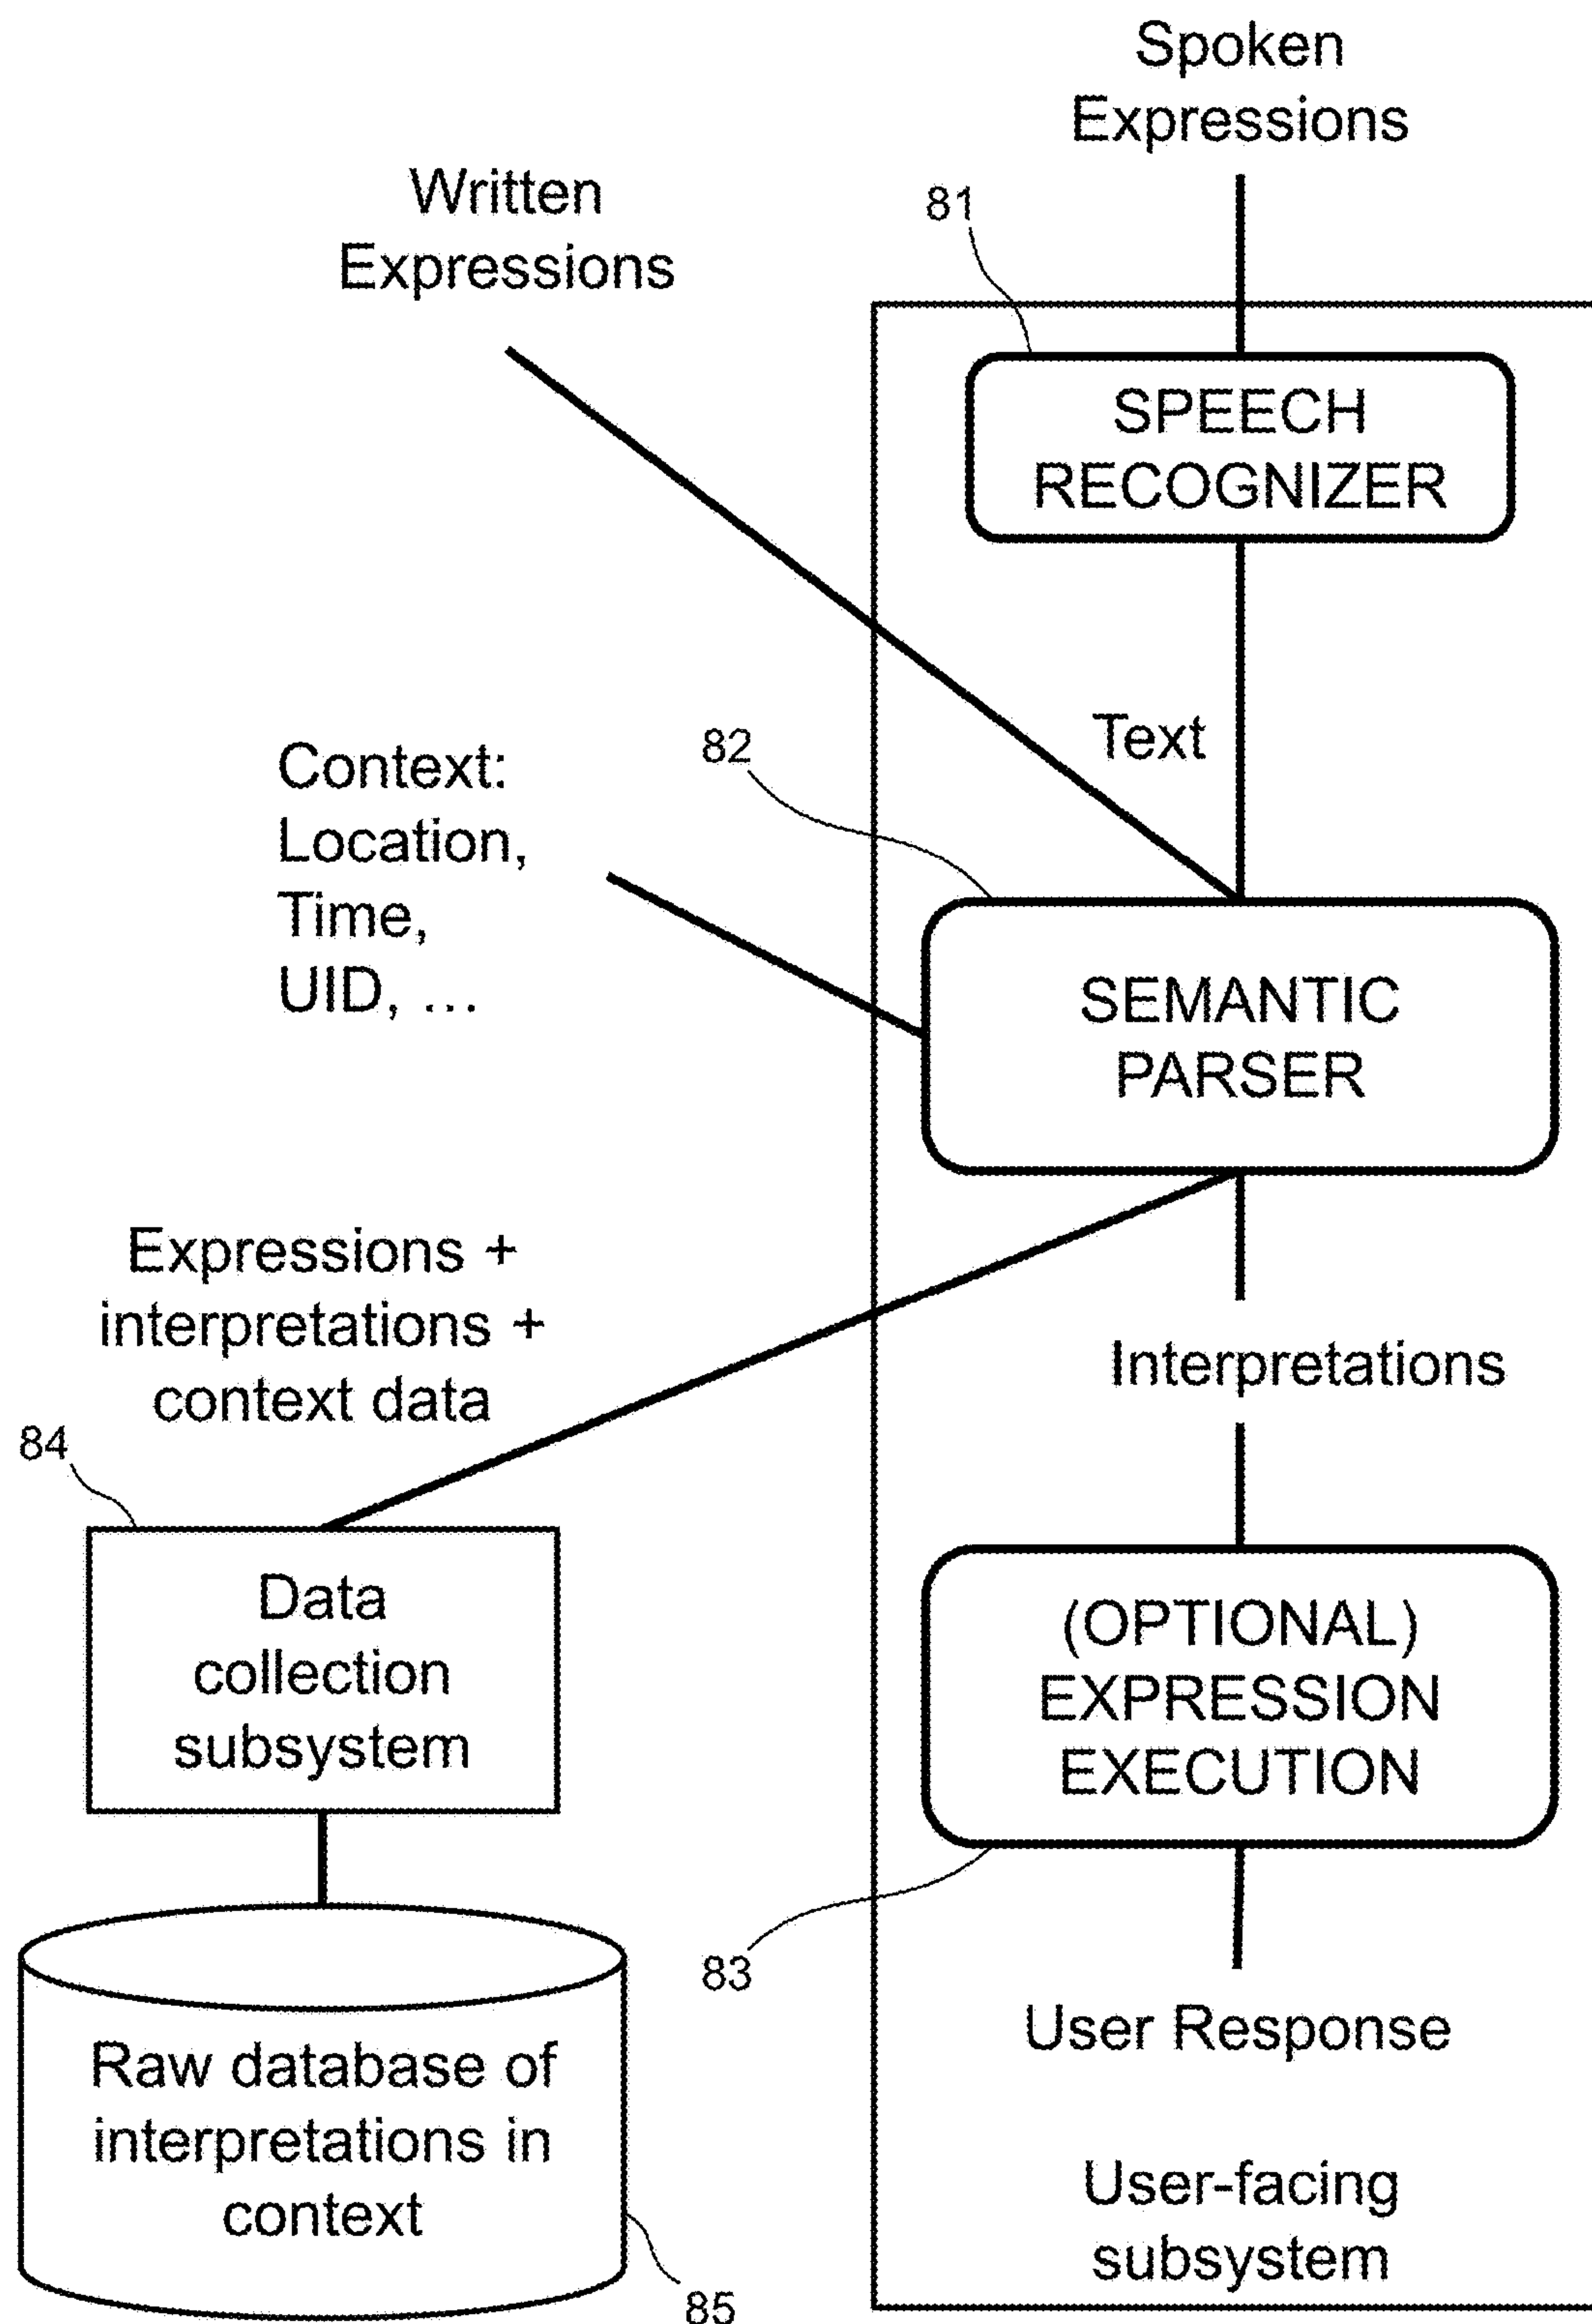 Spoken
Expressions
Written
Expressions
81
SPEECH
RECOGNIZER
Text
82
Context:
Location,
Time,
UID, …
SEMANTIC
PARSER
Expressions +
interpretations +
context data
Interpretations
84
Data
collection
subsystem
(OPTIONAL)
EXPRESSION
EXECUTION
83
User Response
Raw database of
interpretations in
context
User-facing
subsystem
85